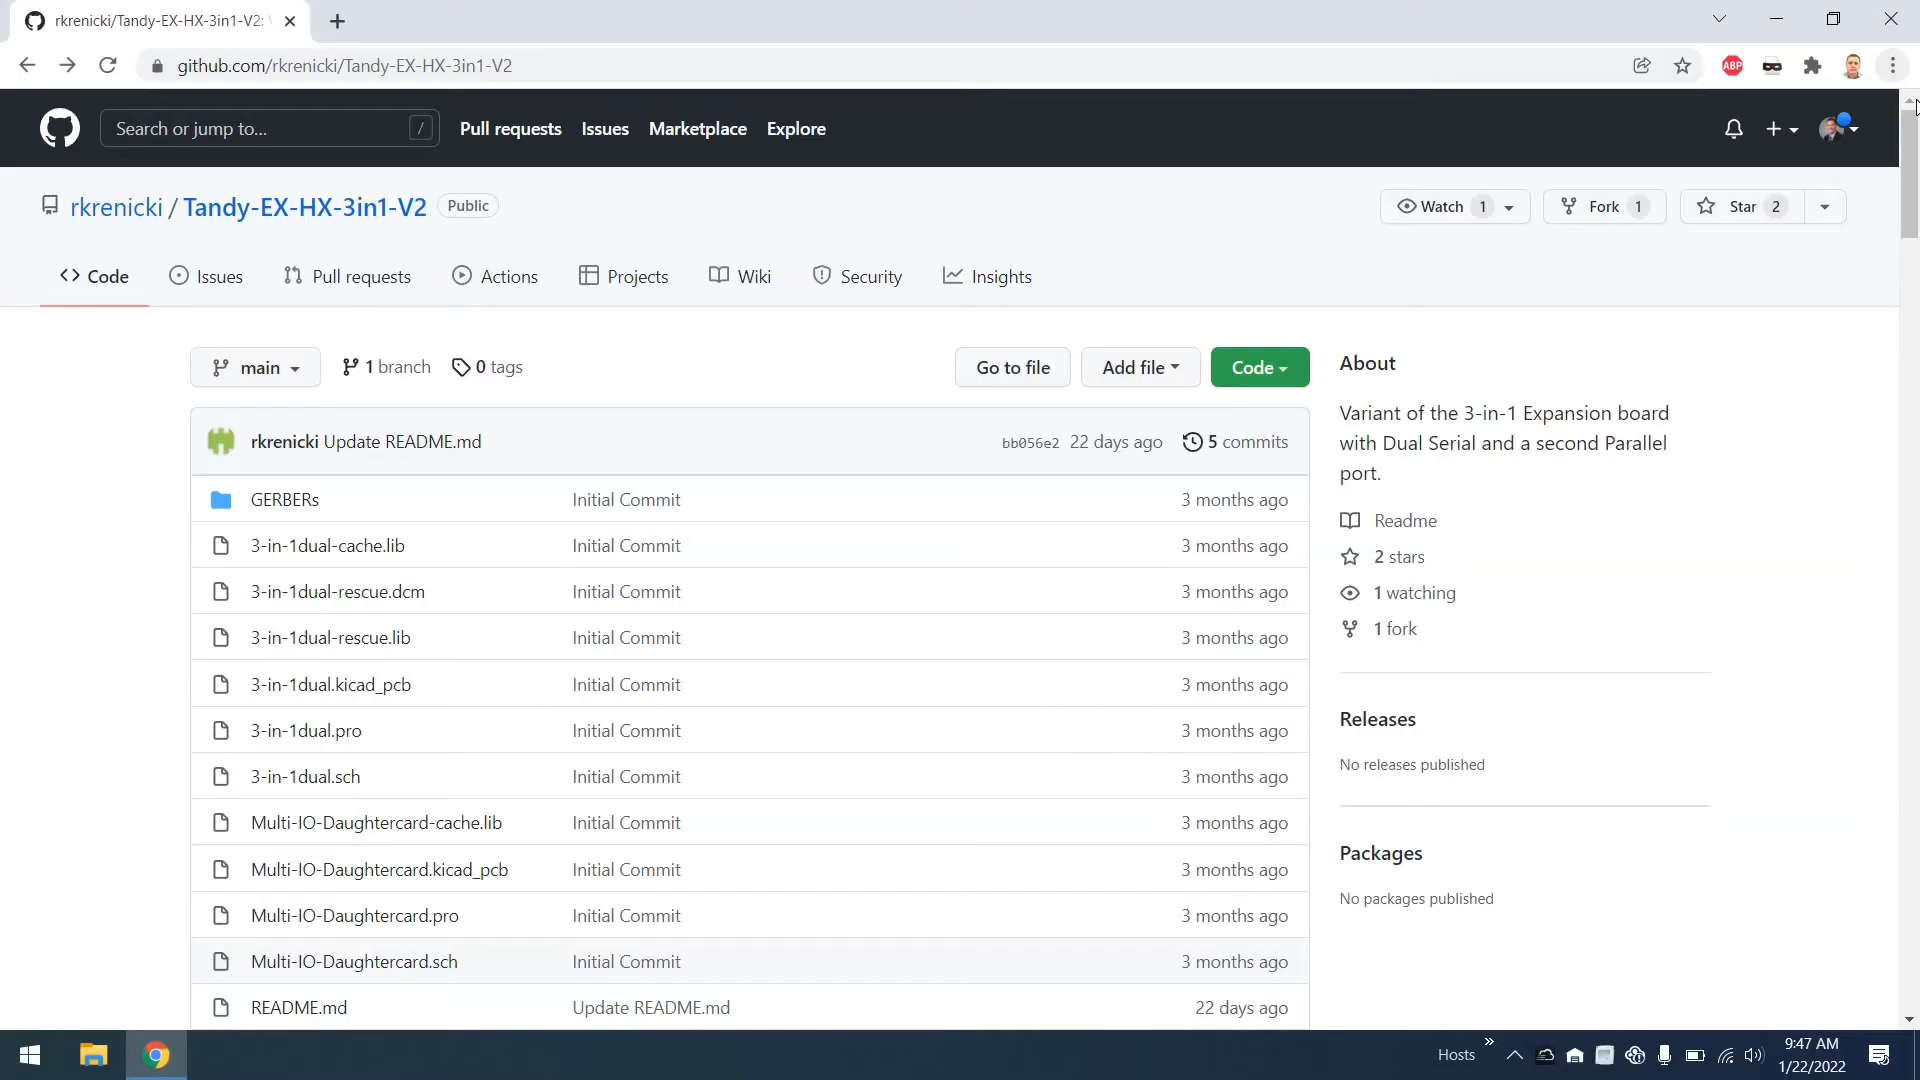 rkrenicki/Tandy-EX-HX-3in1-V2:
github.com/rkrenicki/Tandy-EX-HX-3in1-V2
ABP
Search or jump to...
/
Pull requests
Issues
Marketplace
Explore
rkrenicki / Tandy-EX-HX-3in1-V2
Public
Watch 1
Fork 1
Star 2
Code
Issues
Pull requests
Actions
Projects
Wiki
Security
Insights
main
1 branch
0 tags
Go to file
Add file
Code
rkrenicki Update README.md
bb056e2 22 days ago
5 commits
GERBERs Initial Commit 3 months ago
3-in-1dual-cache.lib Initial Commit 3 months ago
3-in-1dual-rescue.dcm Initial Commit 3 months ago
3-in-1dual-rescue.lib Initial Commit 3 months ago
3-in-1dual.kicad_pcb Initial Commit 3 months ago
3-in-1dual.pro Initial Commit 3 months ago
3-in-1dual.sch Initial Commit 3 months ago
Multi-IO-Daughtercard-cache.lib Initial Commit 3 months ago
Multi-IO-Daughtercard.kicad_pcb Initial Commit 3 months ago
Multi-IO-Daughtercard.pro Initial Commit 3 months ago
Multi-IO-Daughtercard.sch Initial Commit 3 months ago
README.md Update README.md 22 days ago
About
Variant of the 3-in-1 Expansion board
with Dual Serial and a second Parallel
port.
Readme
2 stars
1 watching
1 fork
Releases
No releases published
Packages
No packages published
Hosts
9:47 AM
1/22/2022